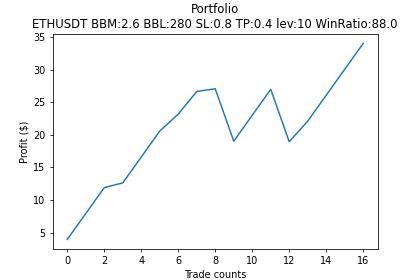 Portfolio
ETHUSDT BBM:2.6 BBL:280 SL:0.8 TP:0.4 lev:10 WinRatio:88.0
35
30
25
20
15
10
5
Profit ($)
0 2 4 6 8 10 12 14 16
Trade counts